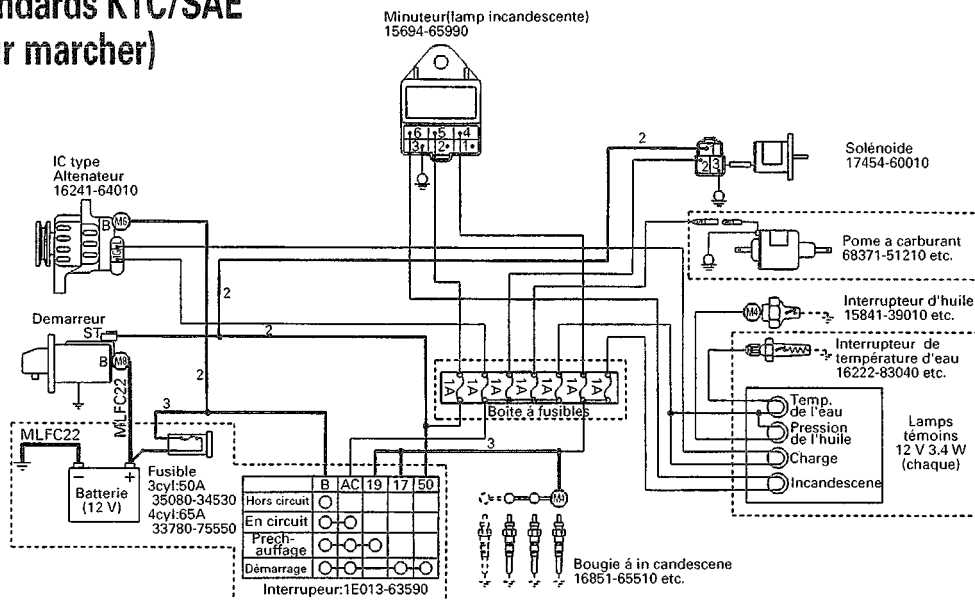 ndards KTC/SAE
r marcher)
Minuteur(lamp incandescente)
15694-65990
6 5 4
3 2 1
IC type
Altenateur
16241-64010
B
M6
IG L
2
1
2 3
Solénoide
17454-60010
Pome a carburant
68371-51210 etc.
Demarreur
ST
B
M8
2
2
2
M4
Interrupteur d'huile
15841-39010 etc.
Interrupteur de
température d'eau
16222-83040 etc.
1A 1A 1A 1A 1A 1A 1A
Boite à fusibles
Temp.
de l'eau
Pression
de l'huile
Charge
Incandescene
Lamps
témoins
12 V 3.4 W
(chaque)
MLFC22
MLFC22
3
− +
Batterie
(12 V)
Fusible
3cyl:50A
35080-34530
4cyl:65A
33780-75550
3
B AC 19 17 50
Hors circuit
En circuit
Prech-
auffage
Démarrage
Interrupeur:1E013-63590
M4
Bougie á in candescene
16851-65510 etc.